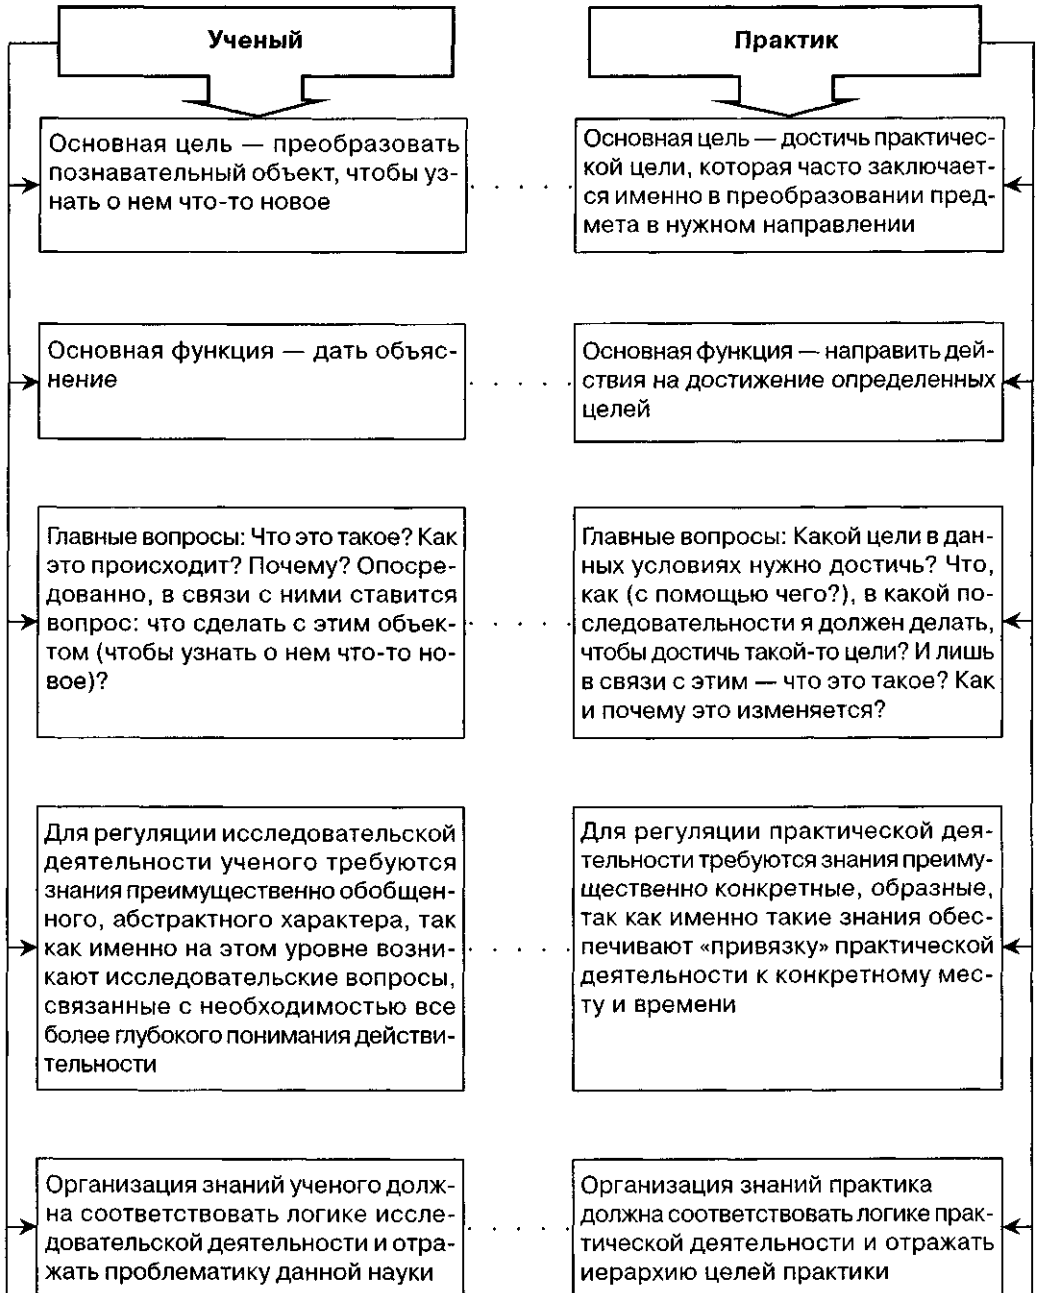 Ученый
Практик
Основная цель — преобразовать
познавательный объект, чтобы уз-
нать о нем что-то новое
Основная цель — достичь практичес-
кой цели, которая часто заключает-
ся именно в преобразовании пред-
мета в нужном направлении
Основная функция — дать объяс-
нение
Основная функция — направить дей-
ствия на достижение определенных
целей
Главные вопросы: Что это такое? Как
это происходит? Почему? Опосре-
дованно, в связи с ними ставится
вопрос: что сделать с этим объек-
том (чтобы узнать о нем что-то но-
вое)?
Главные вопросы: Какой цели в дан-
ных условиях нужно достичь? Что,
как (с помощью чего?), в какой по-
следовательности я должен делать,
чтобы достичь такой-то цели? И лишь
в связи с этим — что это такое? Как
и почему это изменяется?
Для регуляции исследовательской
деятельности ученого требуются
знания преимущественно обобщен-
ного, абстрактного характера, так
как именно на этом уровне возни-
кают исследовательские вопросы,
связанные с необходимостью все
более глубокого понимания действи-
тельности
Для регуляции практической дея-
тельности требуются знания преиму-
щественно конкретные, образные,
так как именно такие знания обес-
печивают «привязку» практической
деятельности к конкретному мес-
ту и времени
Организация знаний ученого долж-
на соответствовать логике иссле-
довательской деятельности и отра-
жать проблематику данной науки
Организация знаний практика
должна соответствовать логике прак-
тической деятельности и отражать
иерархию целей практики